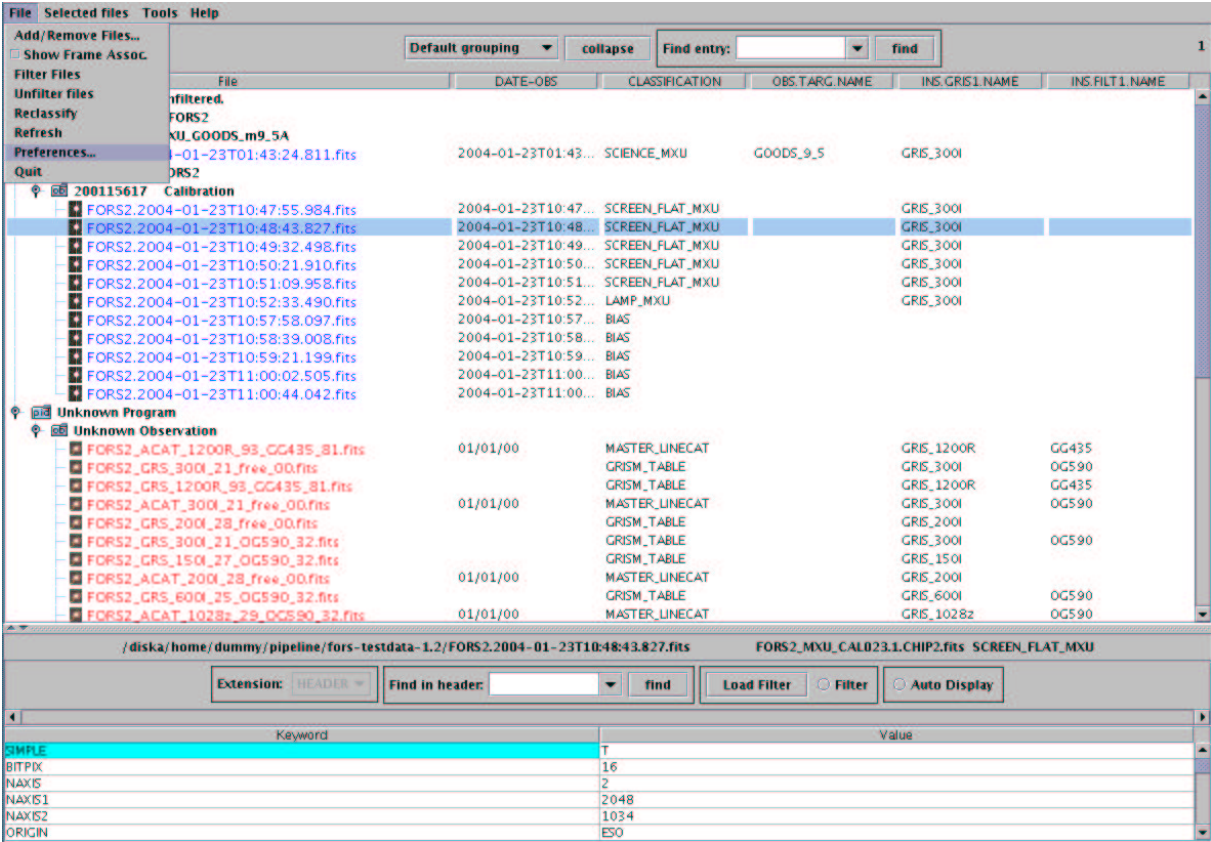 File Selected files Tools Help
Add/Remove Files...
Show Frame Assoc.
Filter Files
Unfilter files
Reclassify
Refresh
Preferences...
Quit
Default grouping collapse Find entry: find 1
File DATE-OBS CLASSIFICATION OBS.TARG.NAME INS.GRIS1.NAME INS.FILT1.NAME
nfiltered.
FORS2
XU_GOODS_m9_5A
-01-23T01:43:24.811.fits 2004-01-23T01:43... SCIENCE_MXU GOODS_9_5 GRIS_300I
ORS2
200115617 Calibration
FORS2.2004-01-23T10:47:55.984.fits 2004-01-23T10:47... SCREEN_FLAT_MXU GRIS_300I
FORS2.2004-01-23T10:48:43.827.fits 2004-01-23T10:48... SCREEN_FLAT_MXU GRIS_300I
FORS2.2004-01-23T10:49:32.498.fits 2004-01-23T10:49... SCREEN_FLAT_MXU GRIS_300I
FORS2.2004-01-23T10:50:21.910.fits 2004-01-23T10:50... SCREEN_FLAT_MXU GRIS_300I
FORS2.2004-01-23T10:51:09.958.fits 2004-01-23T10:51... SCREEN_FLAT_MXU GRIS_300I
FORS2.2004-01-23T10:52:33.490.fits 2004-01-23T10:52... LAMP_MXU GRIS_300I
FORS2.2004-01-23T10:57:58.097.fits 2004-01-23T10:57... BIAS
FORS2.2004-01-23T10:58:39.008.fits 2004-01-23T10:58... BIAS
FORS2.2004-01-23T10:59:21.199.fits 2004-01-23T10:59... BIAS
FORS2.2004-01-23T11:00:02.505.fits 2004-01-23T11:00... BIAS
FORS2.2004-01-23T11:00:44.042.fits 2004-01-23T11:00... BIAS
pid Unknown Program
ob Unknown Observation
FORS2_ACAT_1200R_93_GG435_81.fits 01/01/00 MASTER_LINECAT GRIS_1200R GG435
FORS2_GRS_300I_21_free_00.fits GRISM_TABLE GRIS_300I OG590
FORS2_GRS_1200R_93_GG435_81.fits GRISM_TABLE GRIS_1200R GG435
FORS2_ACAT_300I_21_free_00.fits 01/01/00 MASTER_LINECAT GRIS_300I OG590
FORS2_GRS_200I_28_free_00.fits GRISM_TABLE GRIS_200I
FORS2_GRS_300I_21_OG590_32.fits GRISM_TABLE GRIS_300I OG590
FORS2_GRS_150I_27_OG590_32.fits GRISM_TABLE GRIS_150I
FORS2_ACAT_200I_28_free_00.fits 01/01/00 MASTER_LINECAT GRIS_200I
FORS2_GRS_600I_25_OG590_32.fits GRISM_TABLE GRIS_600I OG590
FORS2_ACAT_1028z_29_OG590_32.fits 01/01/00 MASTER_LINECAT GRIS_1028z OG590
/diska/home/dummy/pipeline/fors-testdata-1.2/FORS2.2004-01-23T10:48:43.827.fits FORS2_MXU_CAL023.1.CHIP2.fits SCREEN_FLAT_MXU
Extension: HEADER Find in header: find Load Filter Filter Auto Display
Keyword Value
SIMPLE T
BITPIX 16
NAXIS 2
NAXIS1 2048
NAXIS2 1034
ORIGIN ESO